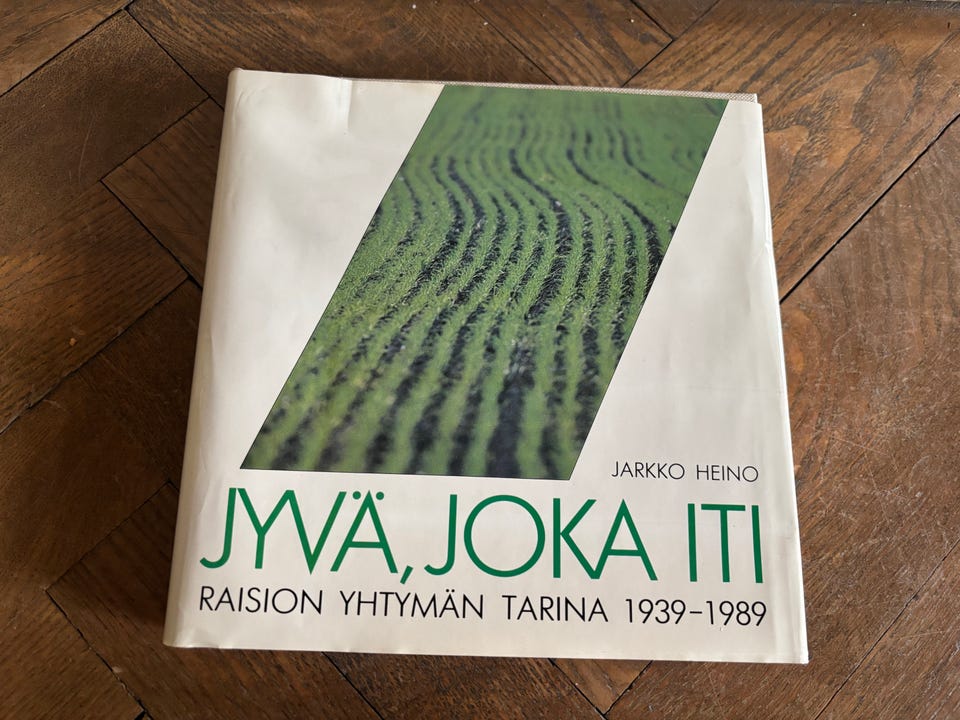 JARKKO HEINO
JYVÄ, JOKA ITI
RAISION YHTYMÄN TARINA 1939–1989